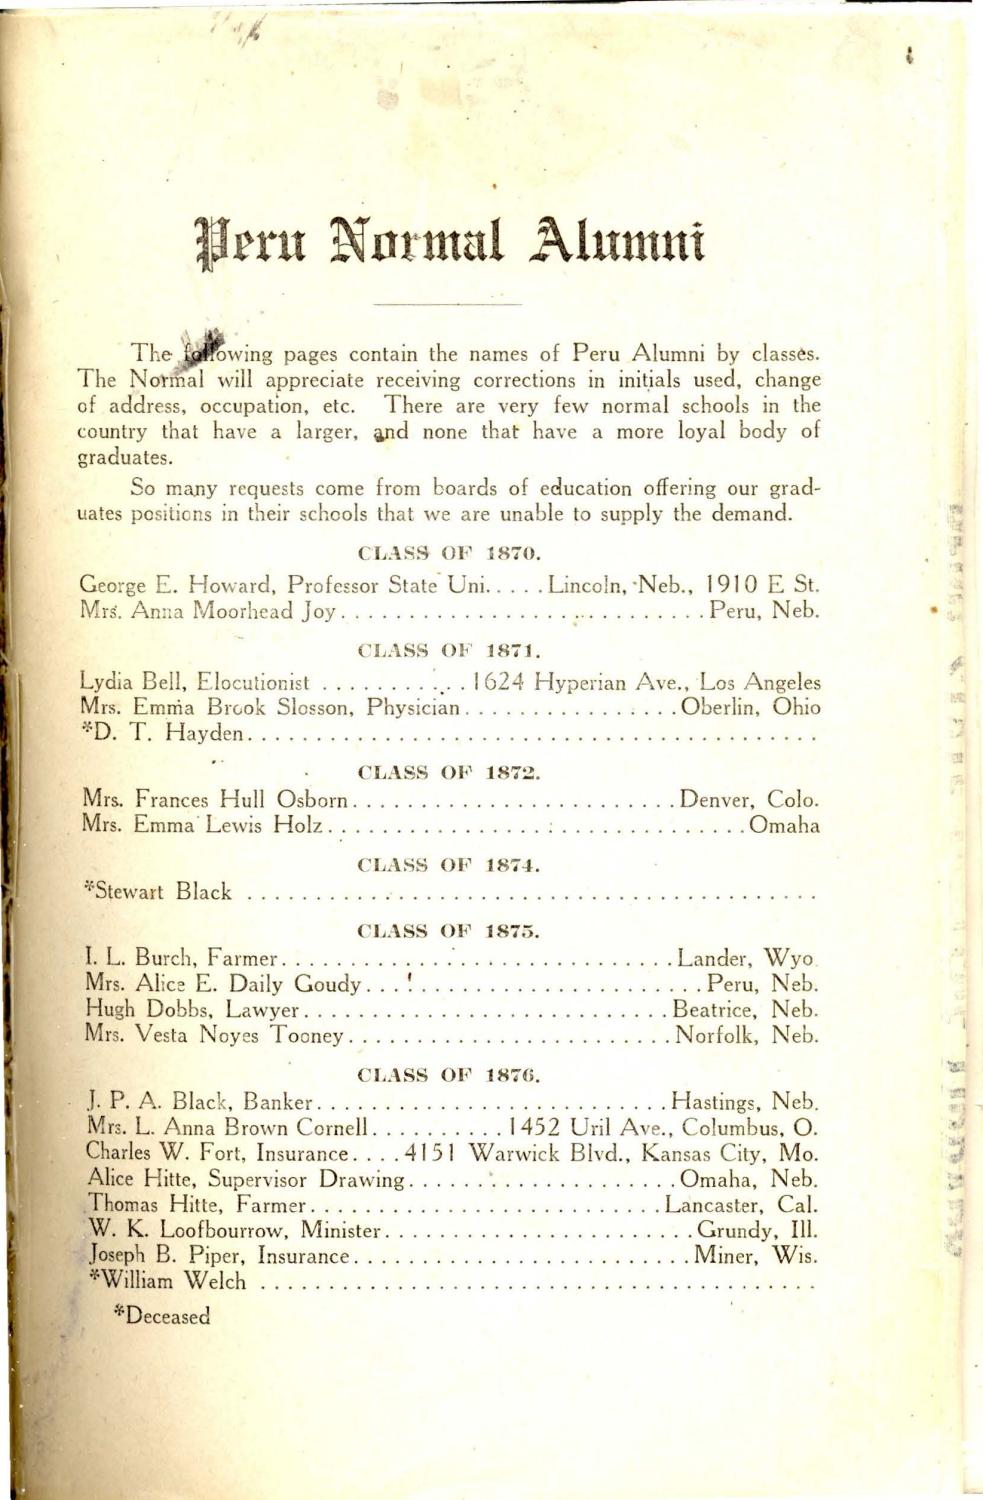 Peru Normal Alumni
The following pages contain the names of Peru Alumni by classes.
The Normal will appreciate receiving corrections in initials used, change
of address, occupation, etc. There are very few normal schools in the
country that have a larger, and none that have a more loyal body of
graduates.
So many requests come from boards of education offering our grad-
uates positions in their schools that we are unable to supply the demand.
CLASS OF 1870.
George E. Howard, Professor State Uni.....Lincoln, Neb., 1910 E St.
Mrs. Anna Moorhead Joy...........................Peru, Neb.
CLASS OF 1871.
Lydia Bell, Elocutionist ...........1624 Hyperian Ave., Los Angeles
Mrs. Emma Brook Slosson, Physician................Oberlin, Ohio
*D. T. Hayden..........................................
CLASS OF 1872.
Mrs. Frances Hull Osborn........................Denver, Colo.
Mrs. Emma Lewis Holz...............................Omaha
CLASS OF 1874.
*Stewart Black ..........................................
CLASS OF 1875.
I. L. Burch, Farmer.............................Lander, Wyo.
Mrs. Alice E. Daily Goudy.........................Peru, Neb.
Hugh Dobbs, Lawyer...........................Beatrice, Neb.
Mrs. Vesta Noyes Tooney........................Norfolk, Neb.
CLASS OF 1876.
J. P. A. Black, Banker..........................Hastings, Neb.
Mrs. L. Anna Brown Cornell..........1452 Uril Ave., Columbus, O.
Charles W. Fort, Insurance....4151 Warwick Blvd., Kansas City, Mo.
Alice Hitte, Supervisor Drawing....................Omaha, Neb.
Thomas Hitte, Farmer..........................Lancaster, Cal.
W. K. Loofbourrow, Minister.......................Grundy, Ill.
Joseph B. Piper, Insurance.........................Miner, Wis.
*William Welch .........................................
*Deceased